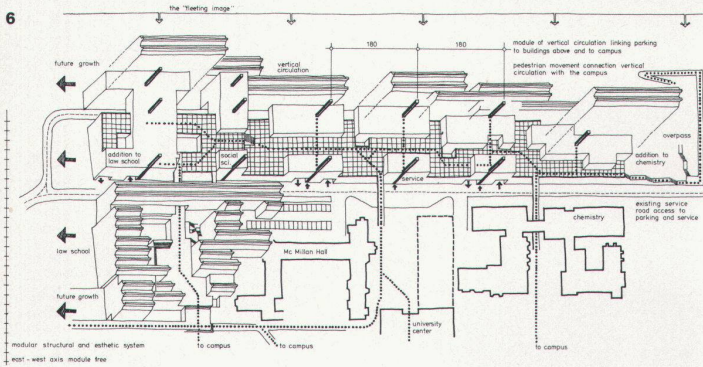 6
the "fleeting image"
180
180
module of vertical circulation linking parking
to buildings above and to campus
pedestrian movement connection vertical
circulation with the campus
future growth
vertical
circulation
overpass
addition to
law school
social
sci
service
addition to
chemistry
existing service
road access to
parking and service
law school
Mc Millan Hall
chemistry
future growth
university
center
to campus
to campus
to campus
modular structural and esthetic system
east - west axis module free